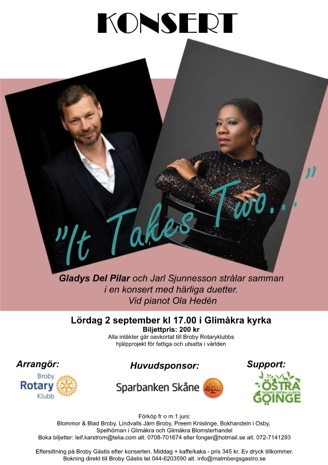 KONSERT
"It Takes Two..."
Gladys Del Pilar och Jarl Sjunnesson strålar samman
i en konsert med härliga duetter.
Vid pianot Ola Hedén
Lördag 2 september kl 17.00 i Glimåkra kyrka
Biljettpris: 200 kr
Alla intäkter går oavkortat till Broby Rotaryklubbs
hjälpprojekt för fattiga och utsatta i världen
Arrangör:
Huvudsponsor:
Support:
Broby
Rotary
Klubb
Sparbanken Skåne
ÖSTRA
GÖINGE
Förköp fr o m 1 juni:
Blommor & Blad Broby, Lindvalls Järn Broby, Preem Knislinge, Bokhandeln i Osby,
Spelhörnan i Glimåkra och Glimåkra Blomsterhandel
Boka biljetter: leif.karstrom@telia.com alt. 0708-701674 eller fonger@hotmail.se alt. 072-7141293
Eftersittning på Broby Gästis efter konserten. Middag + kaffe/kaka - pris 345 kr. Ev dryck tillkommer.
Bokning direkt till Broby Gästis tel 044-6203590 alt. info@malmbergsgastro.se